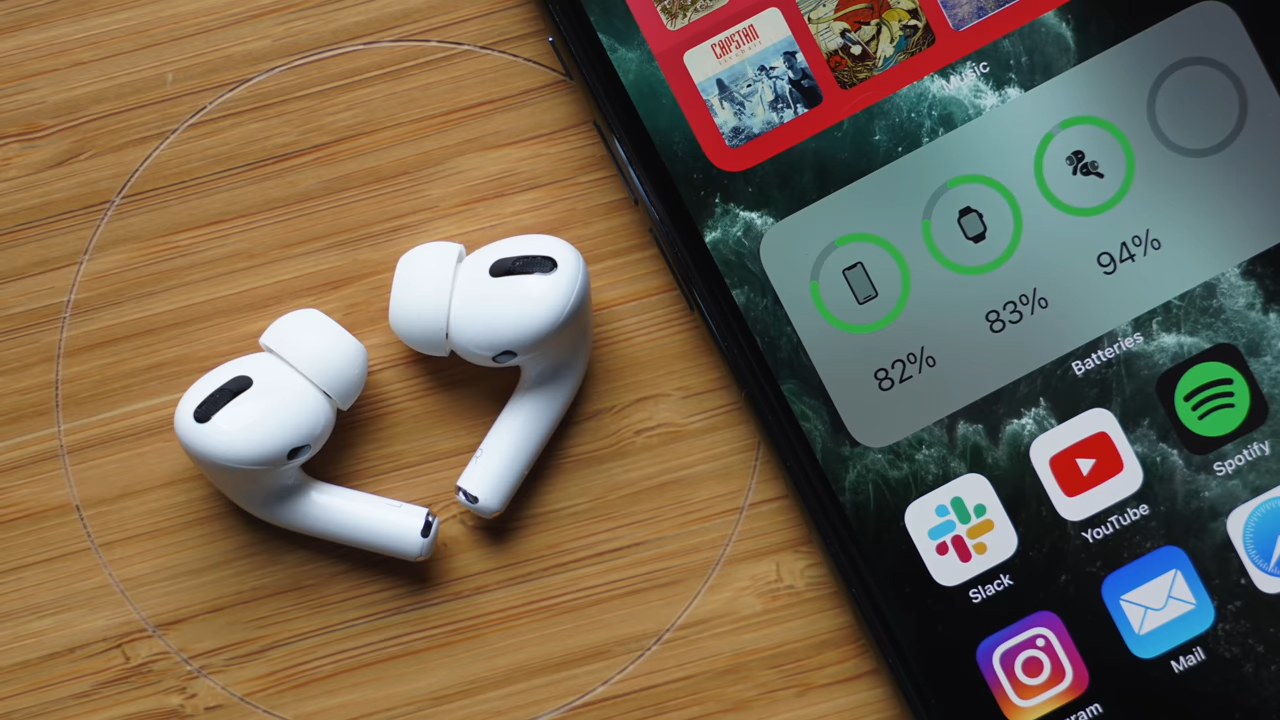 CAPSTAN
Music
82%
83%
94%
Batteries
Slack
YouTube
Spotify
Mail